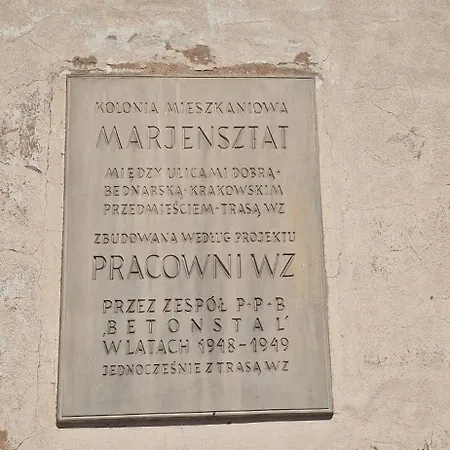 KOLONIA MIESZKANIOWA
MARJENSZTAT
MIĘDZY ULICAMI DOBRĄ•
BEDNARSKĄ•KRAKOWSKIM
PRZEDMIEŚCIEM•TRASĄ WZ
ZBUDOWANA WEDŁUG PROJEKTU
PRACOWNI WZ
PRZEZ ZESPÓŁ P•P•B
„BETONSTAL”
W LATACH 1948-1949
JEDNOCZEŚNIE Z TRASĄ WZ